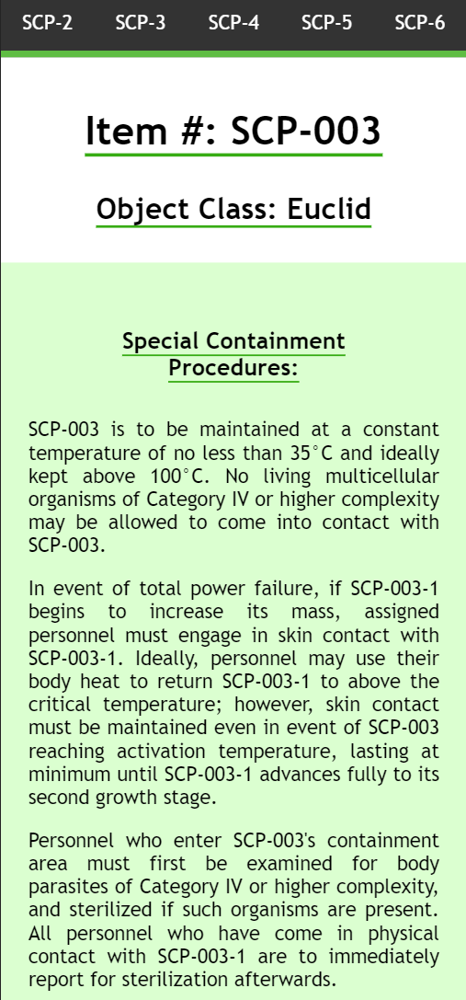 SCP-2 SCP-3 SCP-4 SCP-5 SCP-6
Item #: SCP-003
Object Class: Euclid
Special Containment
Procedures:
SCP-003 is to be maintained at a constant
temperature of no less than 35°C and ideally
kept above 100°C. No living multicellular
organisms of Category IV or higher complexity
may be allowed to come into contact with
SCP-003.
In event of total power failure, if SCP-003-1
begins to increase its mass, assigned
personnel must engage in skin contact with
SCP-003-1. Ideally, personnel may use their
body heat to return SCP-003-1 to above the
critical temperature; however, skin contact
must be maintained even in event of SCP-003
reaching activation temperature, lasting at
minimum until SCP-003-1 advances fully to its
second growth stage.
Personnel who enter SCP-003's containment
area must first be examined for body
parasites of Category IV or higher complexity,
and sterilized if such organisms are present.
All personnel who have come in physical
contact with SCP-003-1 are to immediately
report for sterilization afterwards.